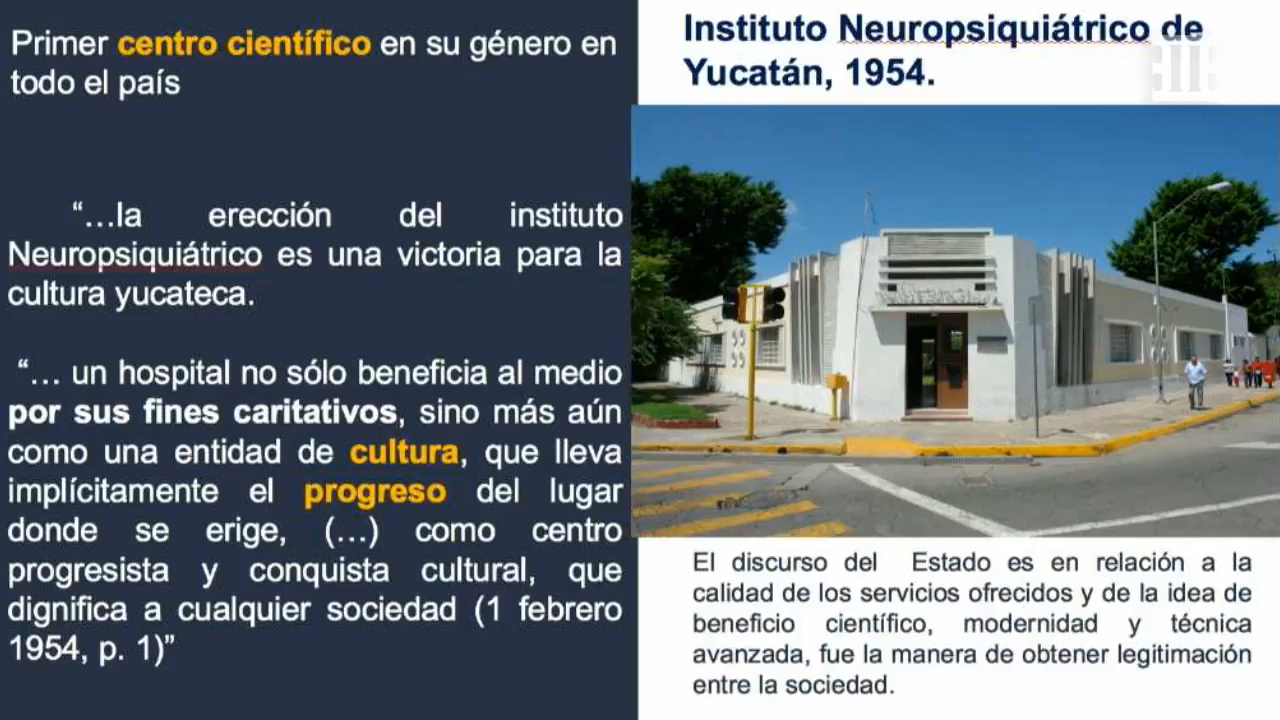 Primer centro científico en su género en
todo el país
“…la erección del instituto
Neuropsiquiátrico es una victoria para la
cultura yucateca.
“… un hospital no sólo beneficia al medio
por sus fines caritativos, sino más aún
como una entidad de cultura, que lleva
implícitamente el progreso del lugar
donde se erige, (…) como centro
progresista y conquista cultural, que
dignifica a cualquier sociedad (1 febrero
1954, p. 1)”
Instituto Neuropsiquiátrico de
Yucatán, 1954.
El discurso del Estado es en relación a la
calidad de los servicios ofrecidos y de la idea de
beneficio científico, modernidad y técnica
avanzada, fue la manera de obtener legitimación
entre la sociedad.